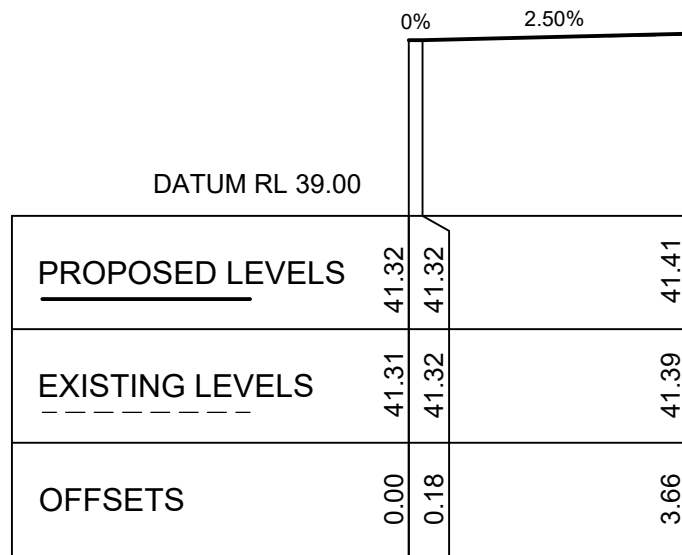 0% 2.50%
DATUM RL 39.00
PROPOSED LEVELS 41.32 41.32 41.41
EXISTING LEVELS 41.31 41.32 41.39
OFFSETS 0.00 0.18 3.66